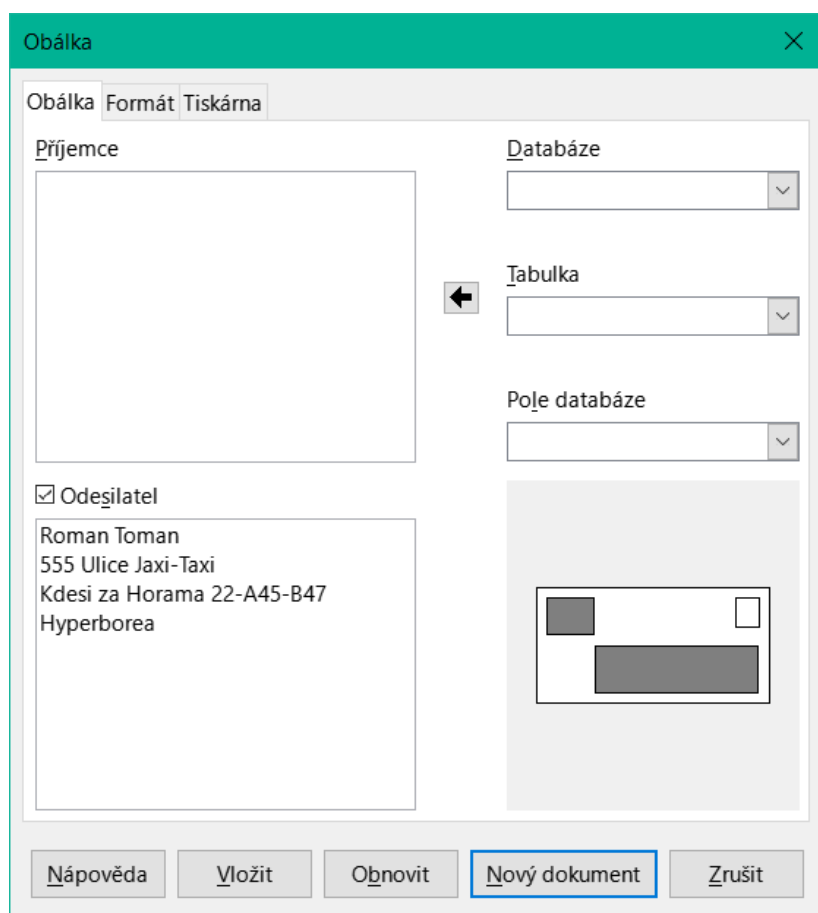 Obálka
Obálka Formát Tiskárna
Příjemce
Databáze
Tabulka
Pole databáze
Odesilatel
Roman Toman
555 Ulice Jaxi-Taxi
Kdesi za Horama 22-A45-B47
Hyperborea
Nápověda Vložit Obnovit Nový dokument Zrušit